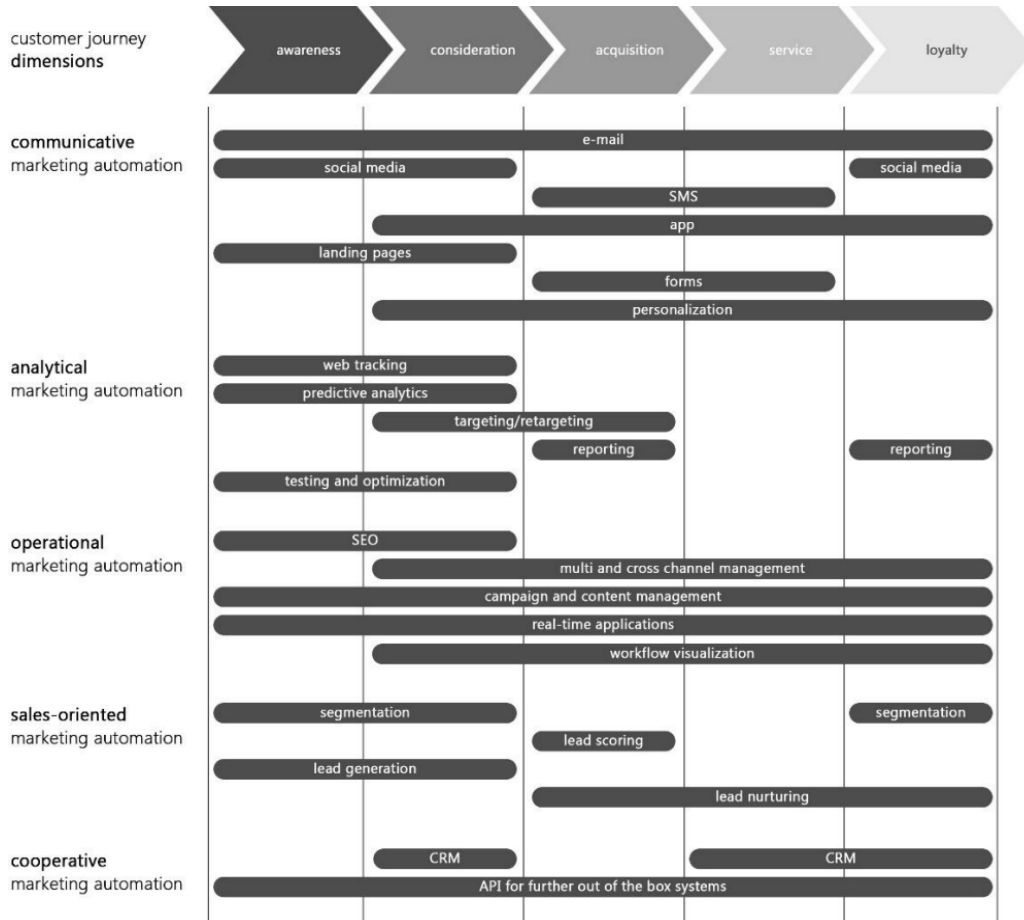 customer journey
dimensions
awareness
consideration
acquisition
service
loyalty
communicative
marketing automation
e-mail
social media
social media
SMS
app
landing pages
forms
personalization
analytical
marketing automation
web tracking
predictive analytics
targeting/retargeting
reporting
reporting
testing and optimization
operational
marketing automation
SEO
multi and cross channel management
campaign and content management
real-time applications
workflow visualization
sales-oriented
marketing automation
segmentation
segmentation
lead scoring
lead generation
lead nurturing
cooperative
marketing automation
CRM
CRM
API for further out of the box systems